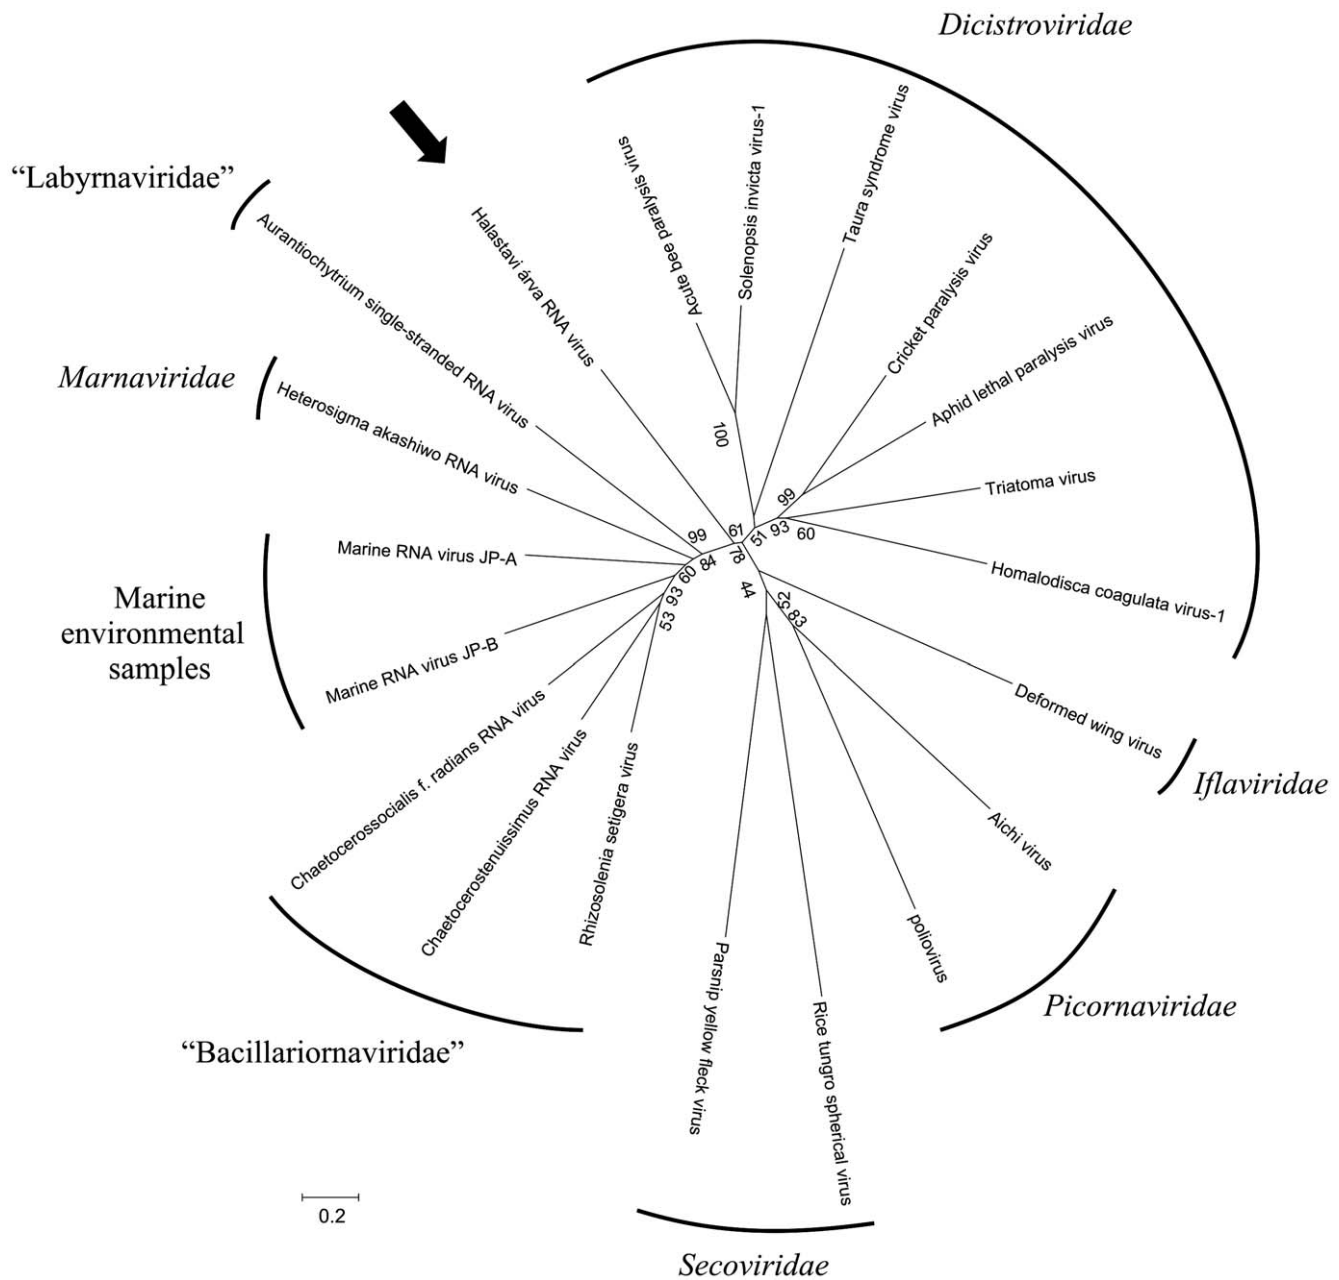 Dicistroviridae
“Labyrnaviridae”
Aurantiochytrium single-stranded RNA virus
Halastavi árva RNA virus
Acute bee paralysis virus
Solenopsis invicta virus-1
Taura syndrome virus
Cricket paralysis virus
Aphid lethal paralysis virus
Triatoma virus
Homalodisca coagulata virus-1
Marnaviridae
Heterosigma akashiwo RNA virus
100
99
93
60
51
61
78
99
84
60
93
53
44
52
83
Marine
environmental
samples
Marine RNA virus JP-A
Marine RNA virus JP-B
Deformed wing virus
Iflaviridae
Aichi virus
poliovirus
Picornaviridae
Chaetocerossocialis f. radians RNA virus
Chaetocerostenuissimus RNA virus
Rhizosolenia setigera virus
“Bacillariornaviridae”
Parsnip yellow fleck virus
Rice tungro spherical virus
Secoviridae
0.2